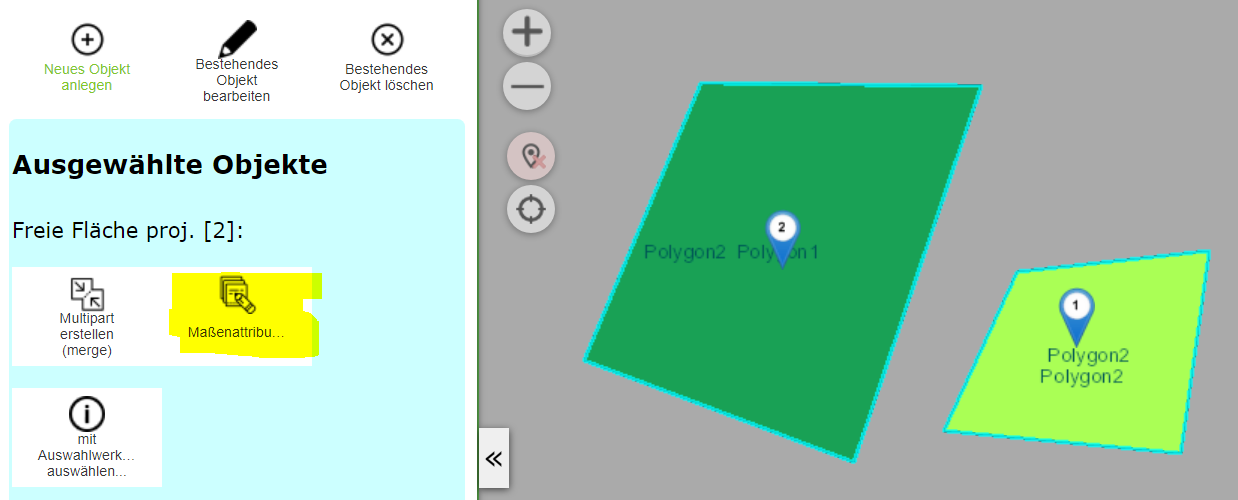 Neues Objekt
anlegen
Bestehendes
Objekt
bearbeiten
Bestehendes
Objekt löschen
Ausgewählte Objekte
Freie Fläche proj. [2]:
Multipart
erstellen
(merge)
Maßenattribu...
mit
Auswahlwerk...
auswählen...
2
Polygon2 Polygon1
1
Polygon2
Polygon2